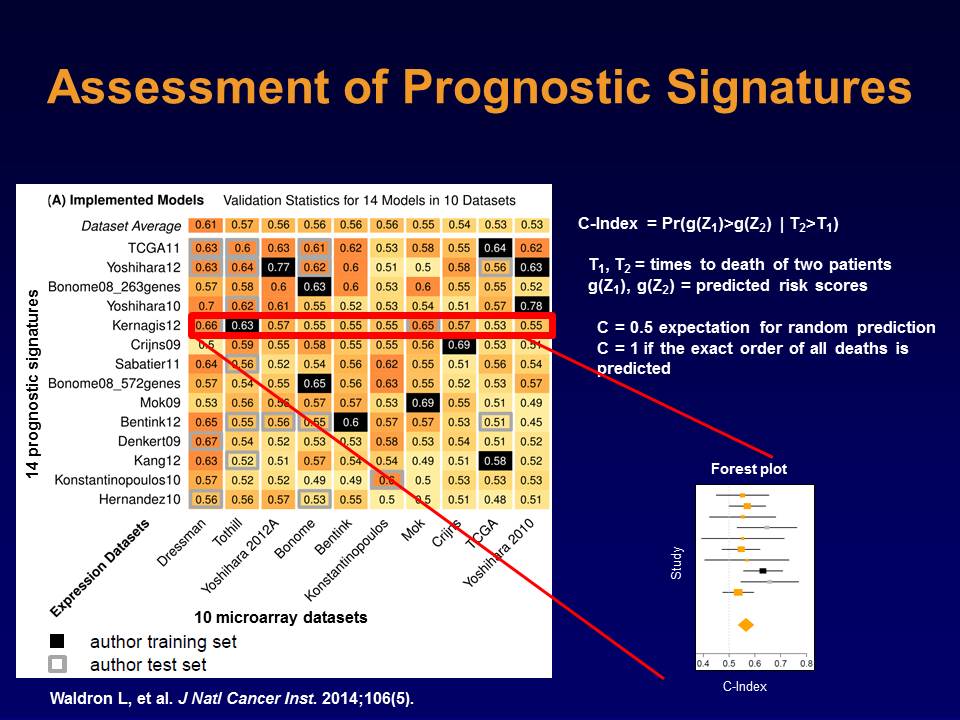 Assessment of Prognostic Signatures
(A) Implemented Models Validation Statistics for 14 Models in 10 Datasets
Dataset Average 0.61 0.57 0.56 0.56 0.56 0.56 0.55 0.54 0.53 0.53
TCGA11 0.63 0.6 0.63 0.61 0.62 0.53 0.58 0.55 0.64 0.62
Yoshihara12 0.63 0.64 0.77 0.62 0.6 0.51 0.5 0.58 0.56 0.63
Bonome08_263genes 0.57 0.58 0.6 0.63 0.6 0.53 0.6 0.55 0.55 0.52
Yoshihara10 0.7 0.62 0.61 0.55 0.52 0.53 0.54 0.51 0.57 0.78
Kernagis12 0.66 0.63 0.57 0.55 0.55 0.55 0.65 0.57 0.53 0.55
Crijns09 0.5 0.59 0.55 0.58 0.55 0.55 0.55 0.69 0.53
Sabatier11 0.64 0.56 0.52 0.54 0.56 0.62 0.55 0.51 0.56 0.54
Bonome08_572genes 0.57 0.54 0.55 0.65 0.56 0.63 0.55 0.52 0.53 0.57
Mok09 0.53 0.56 0.56 0.57 0.57 0.53 0.69 0.55 0.51 0.49
Bentink12 0.65 0.55 0.56 0.55 0.6 0.57 0.57 0.53 0.51 0.45
Denkert09 0.67 0.54 0.52 0.53 0.53 0.58 0.53 0.54 0.51 0.52
Kang12 0.63 0.52 0.51 0.57 0.54 0.54 0.49 0.51 0.58 0.52
Konstantinopoulos10 0.57 0.52 0.52 0.49 0.49 0.6 0.5 0.53 0.53 0.53
Hernandez10 0.56 0.56 0.57 0.53 0.55 0.5 0.5 0.51 0.48 0.51
14 prognostic signatures
Expression Datasets
Dressman
Tothill
Yoshihara 2012A
Bonome
Bentink
Konstantinopoulos
Mok
Crijns
TCGA
Yoshihara 2010
10 microarray datasets
author training set
author test set
C-Index = Pr(g(Z₁)>g(Z₂) | T₂>T₁)
T₁, T₂ = times to death of two patients
g(Z₁), g(Z₂) = predicted risk scores
C = 0.5 expectation for random prediction
C = 1 if the exact order of all deaths is
predicted
Forest plot
Study
0.4 0.5 0.6 0.7 0.8
C-Index
Waldron L, et al. J Natl Cancer Inst. 2014;106(5).